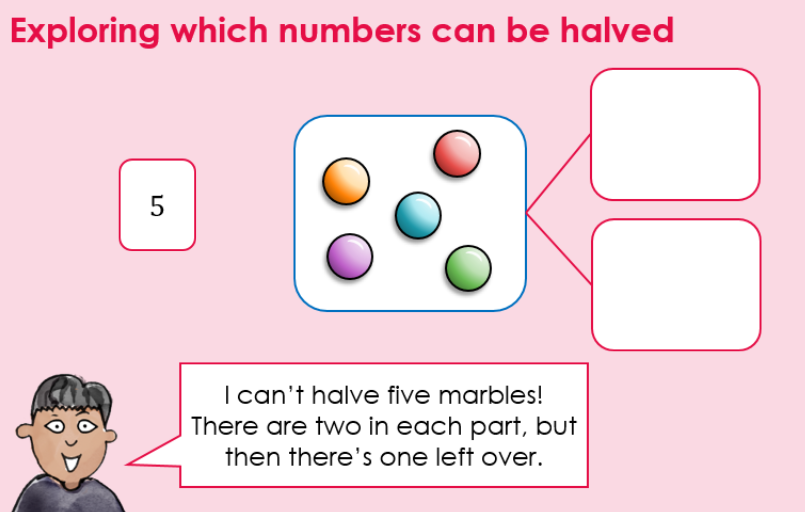 Exploring which numbers can be halved
5
I can’t halve five marbles!
There are two in each part, but
then there’s one left over.